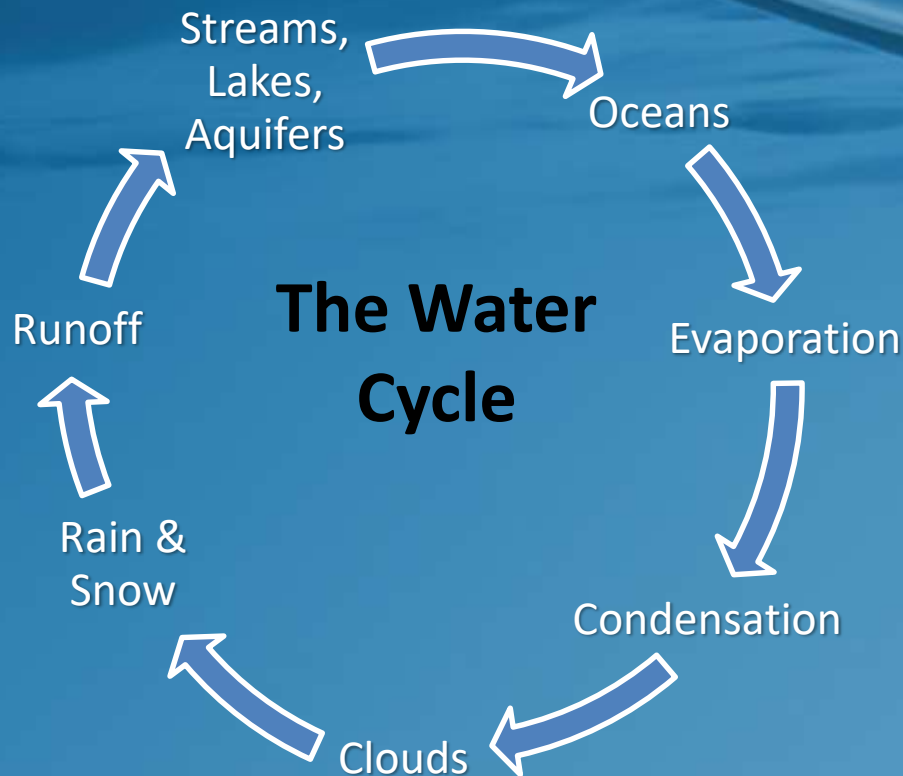 Streams,
Lakes,
Aquifers
Oceans
Evaporation
Condensation
Clouds
Rain &
Snow
Runoff
The Water
Cycle